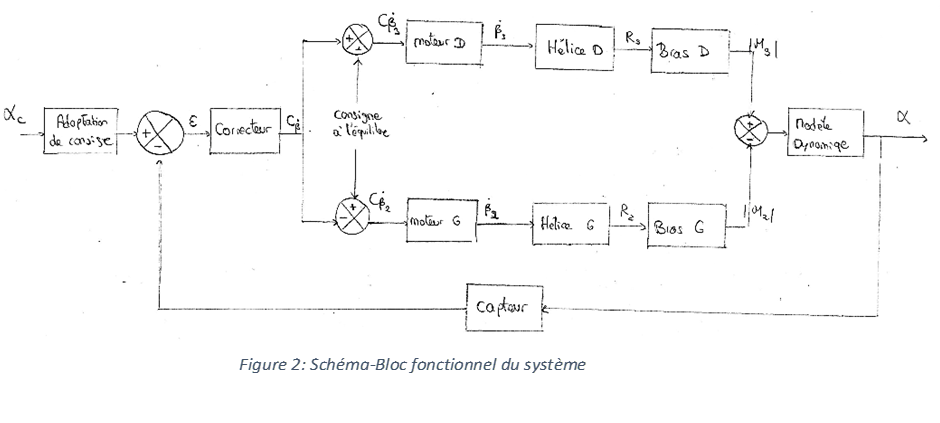 Cβ̇3
moteur D
β̇3
Hélice D
R3
Bras D
|M3|
αc
Adaptation
de consigne
+
-
ε
Correcteur
Cβ̇
consigne
à l'équilibre
+
-
Modèle
Dynamique
α
-
+
Cβ̇2
moteur G
β̇2
Hélice G
R2
Bras G
|M2|
Capteur
Figure 2: Schéma-Bloc fonctionnel du système